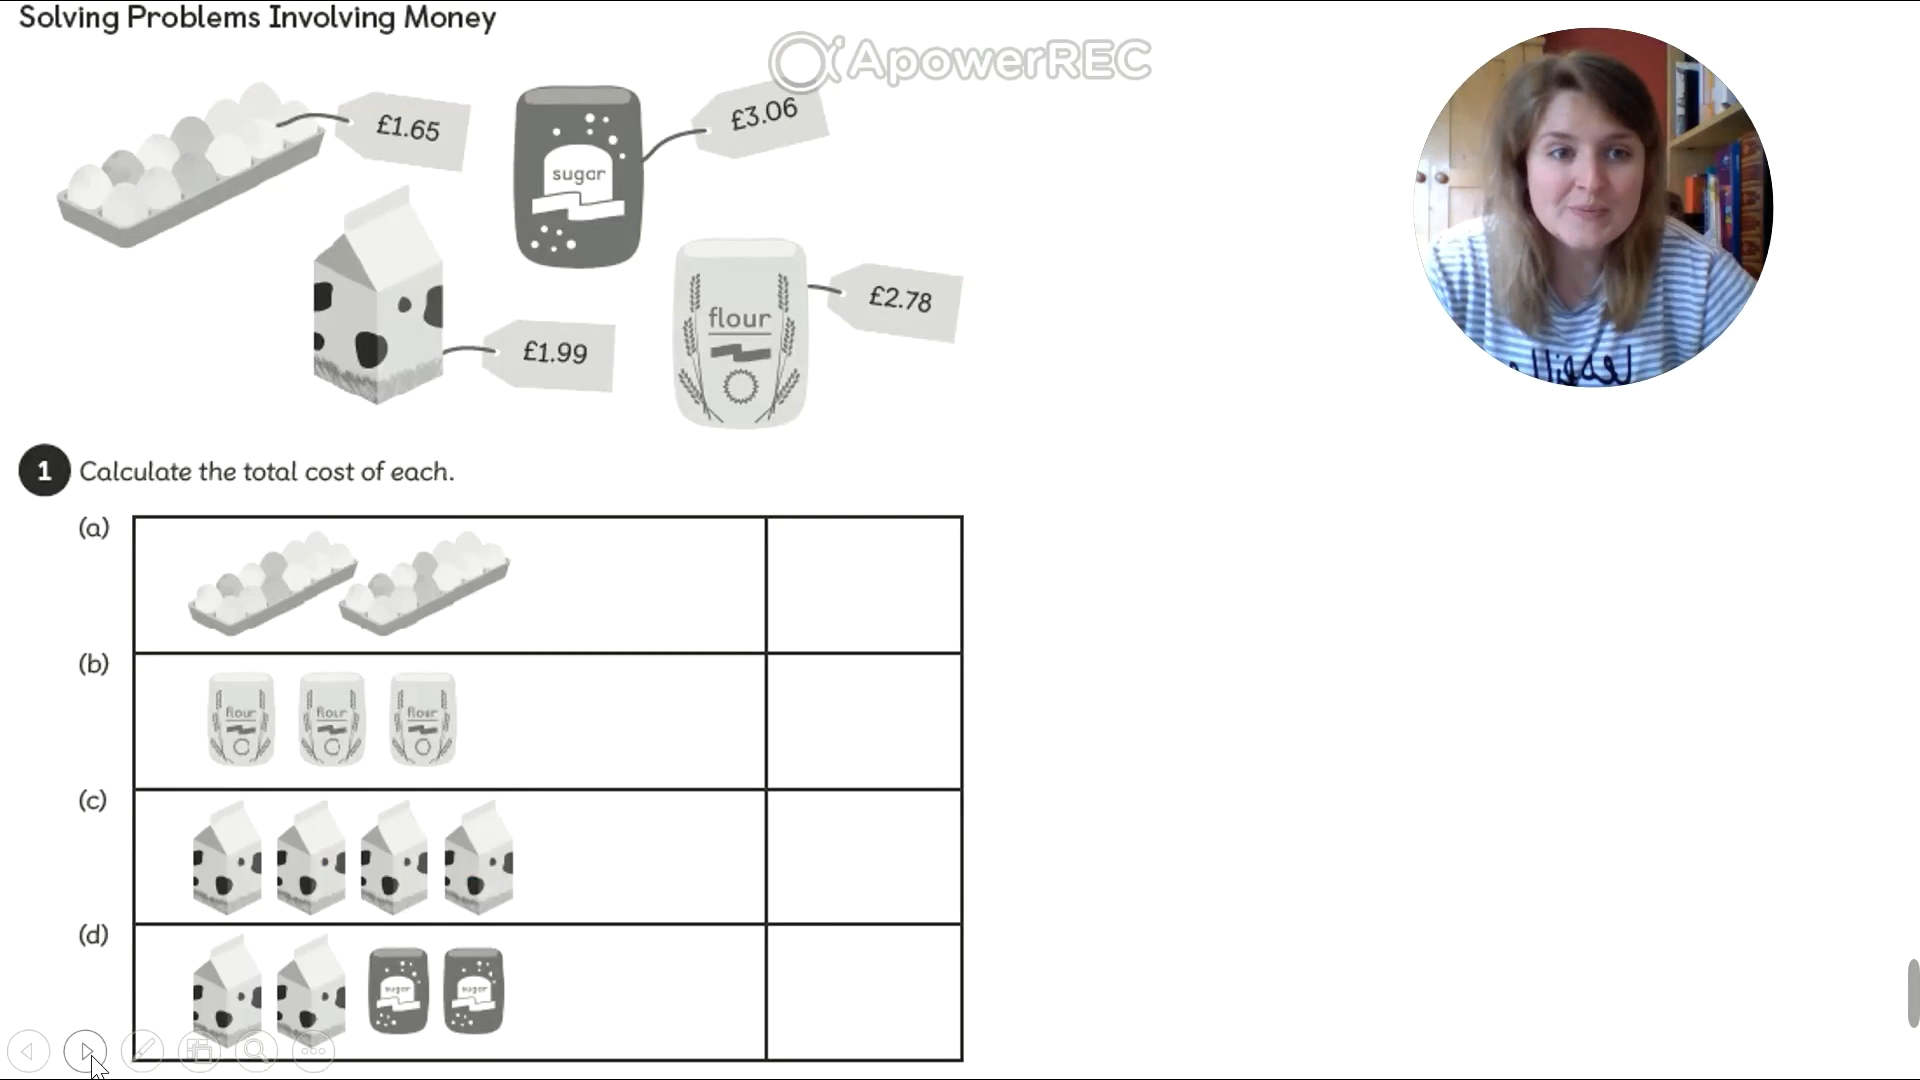 Solving Problems Involving Money
ApowerREC
£1.65
£3.06
sugar
£2.78
flour
£1.99
1 Calculate the total cost of each.
(a)
(b)
flour flour flour
(c)
(d)
sugar sugar